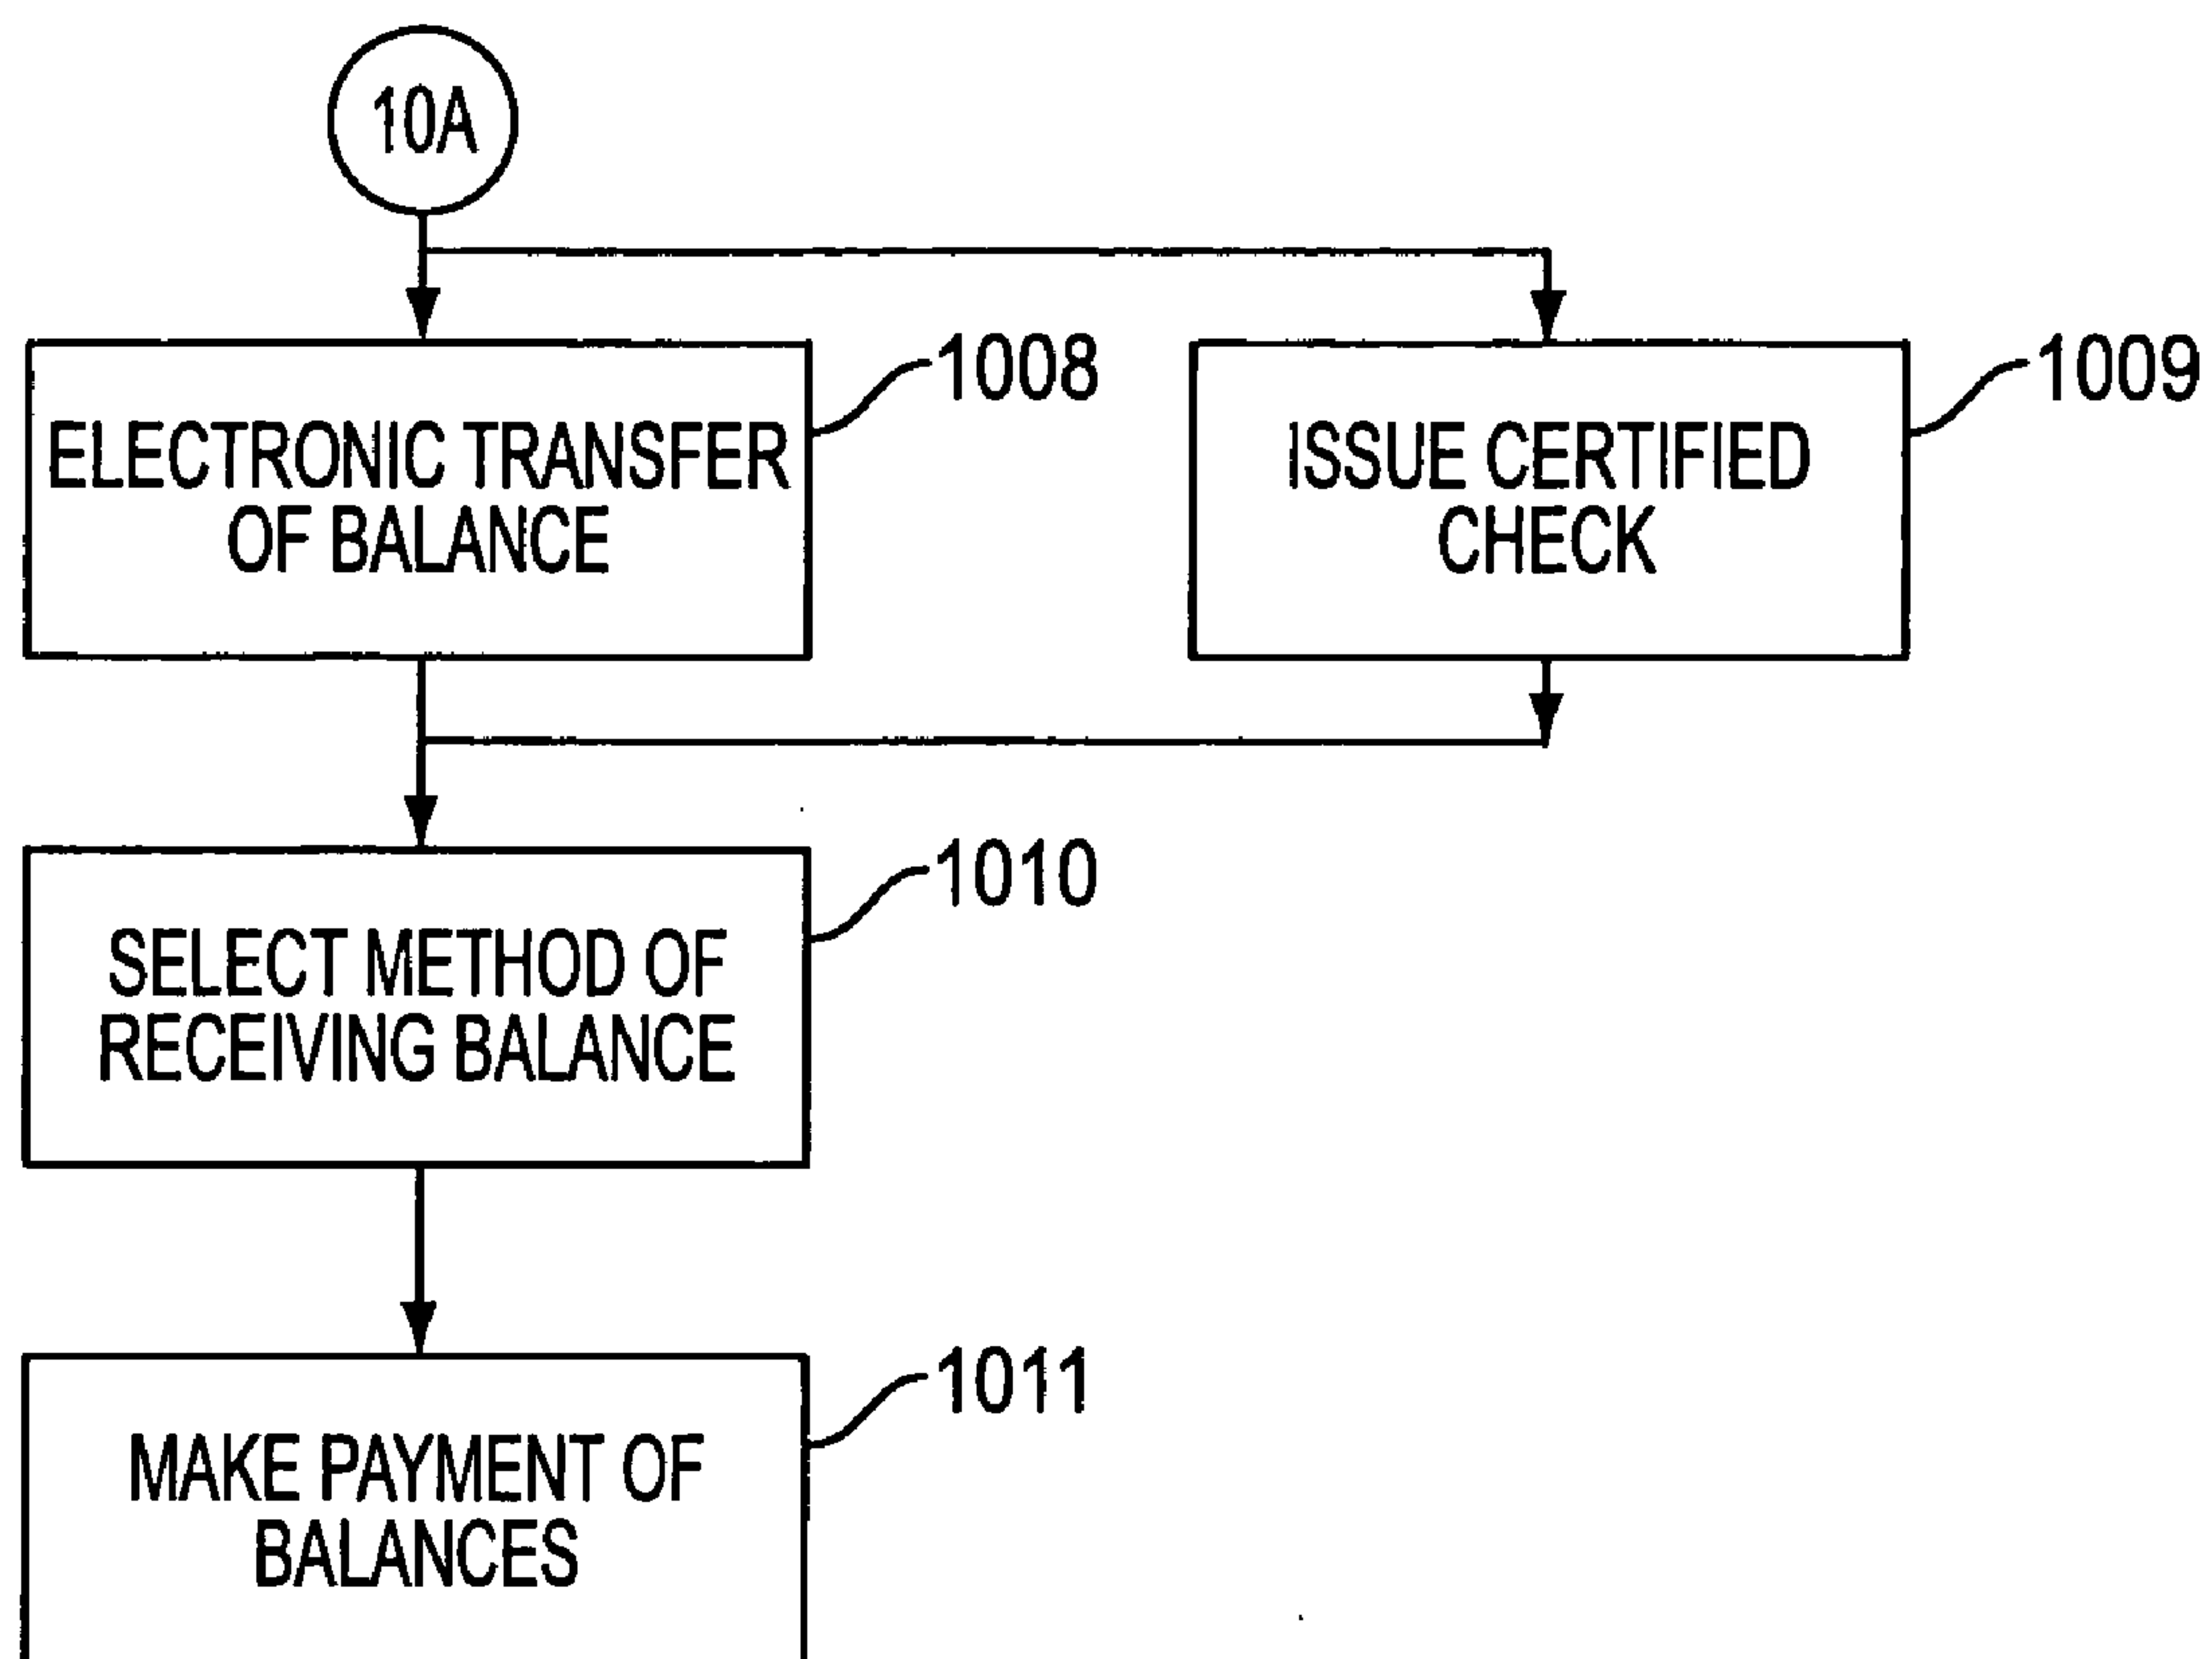 10A
1008
1009
ELECTRONIC TRANSFER
OF BALANCE
ISSUE CERTIFIED
CHECK
1010
SELECT METHOD OF
RECEIVING BALANCE
1011
MAKE PAYMENT OF
BALANCES